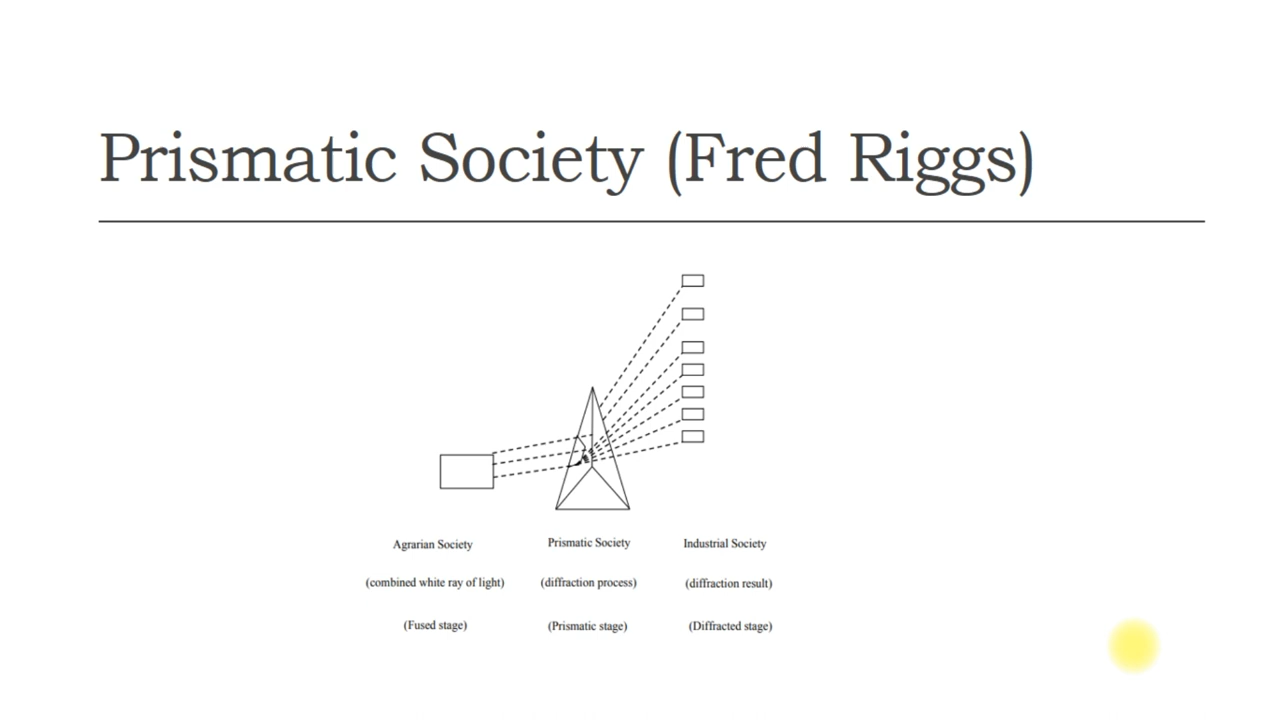 Prismatic Society (Fred Riggs)
Agrarian Society
Prismatic Society
Industrial Society
(combined white ray of light)
(diffraction process)
(diffraction result)
(Fused stage)
(Prismatic stage)
(Diffracted stage)